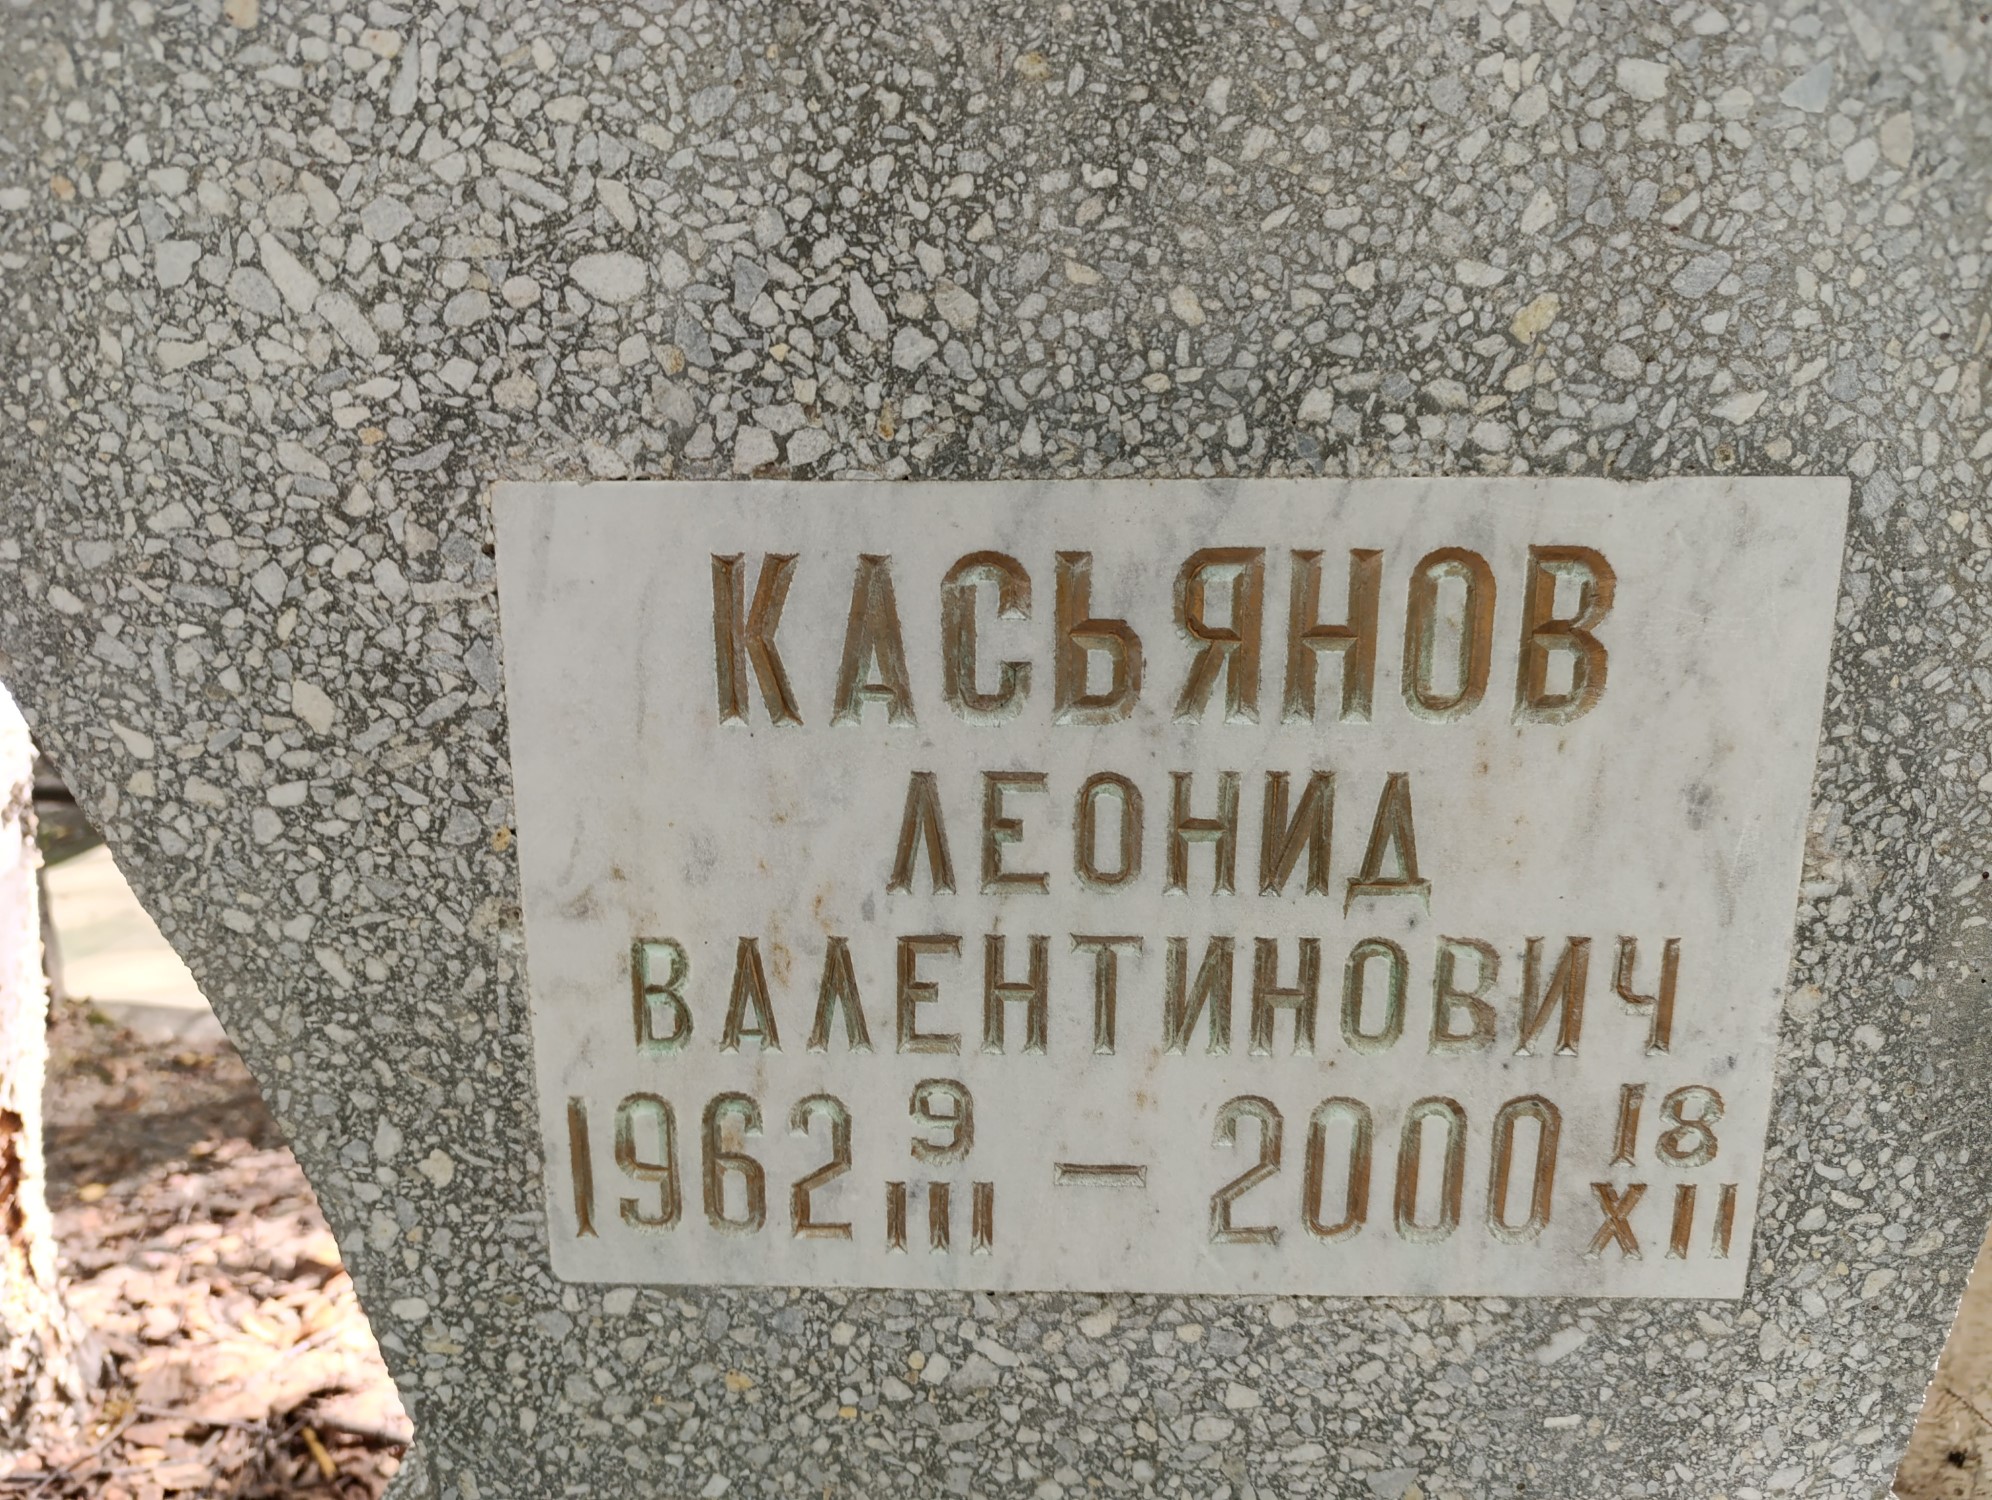 КАСЬЯНОВ
ЛЕОНИД
ВАЛЕНТИНОВИЧ
1962 9/III – 2000 18/XII